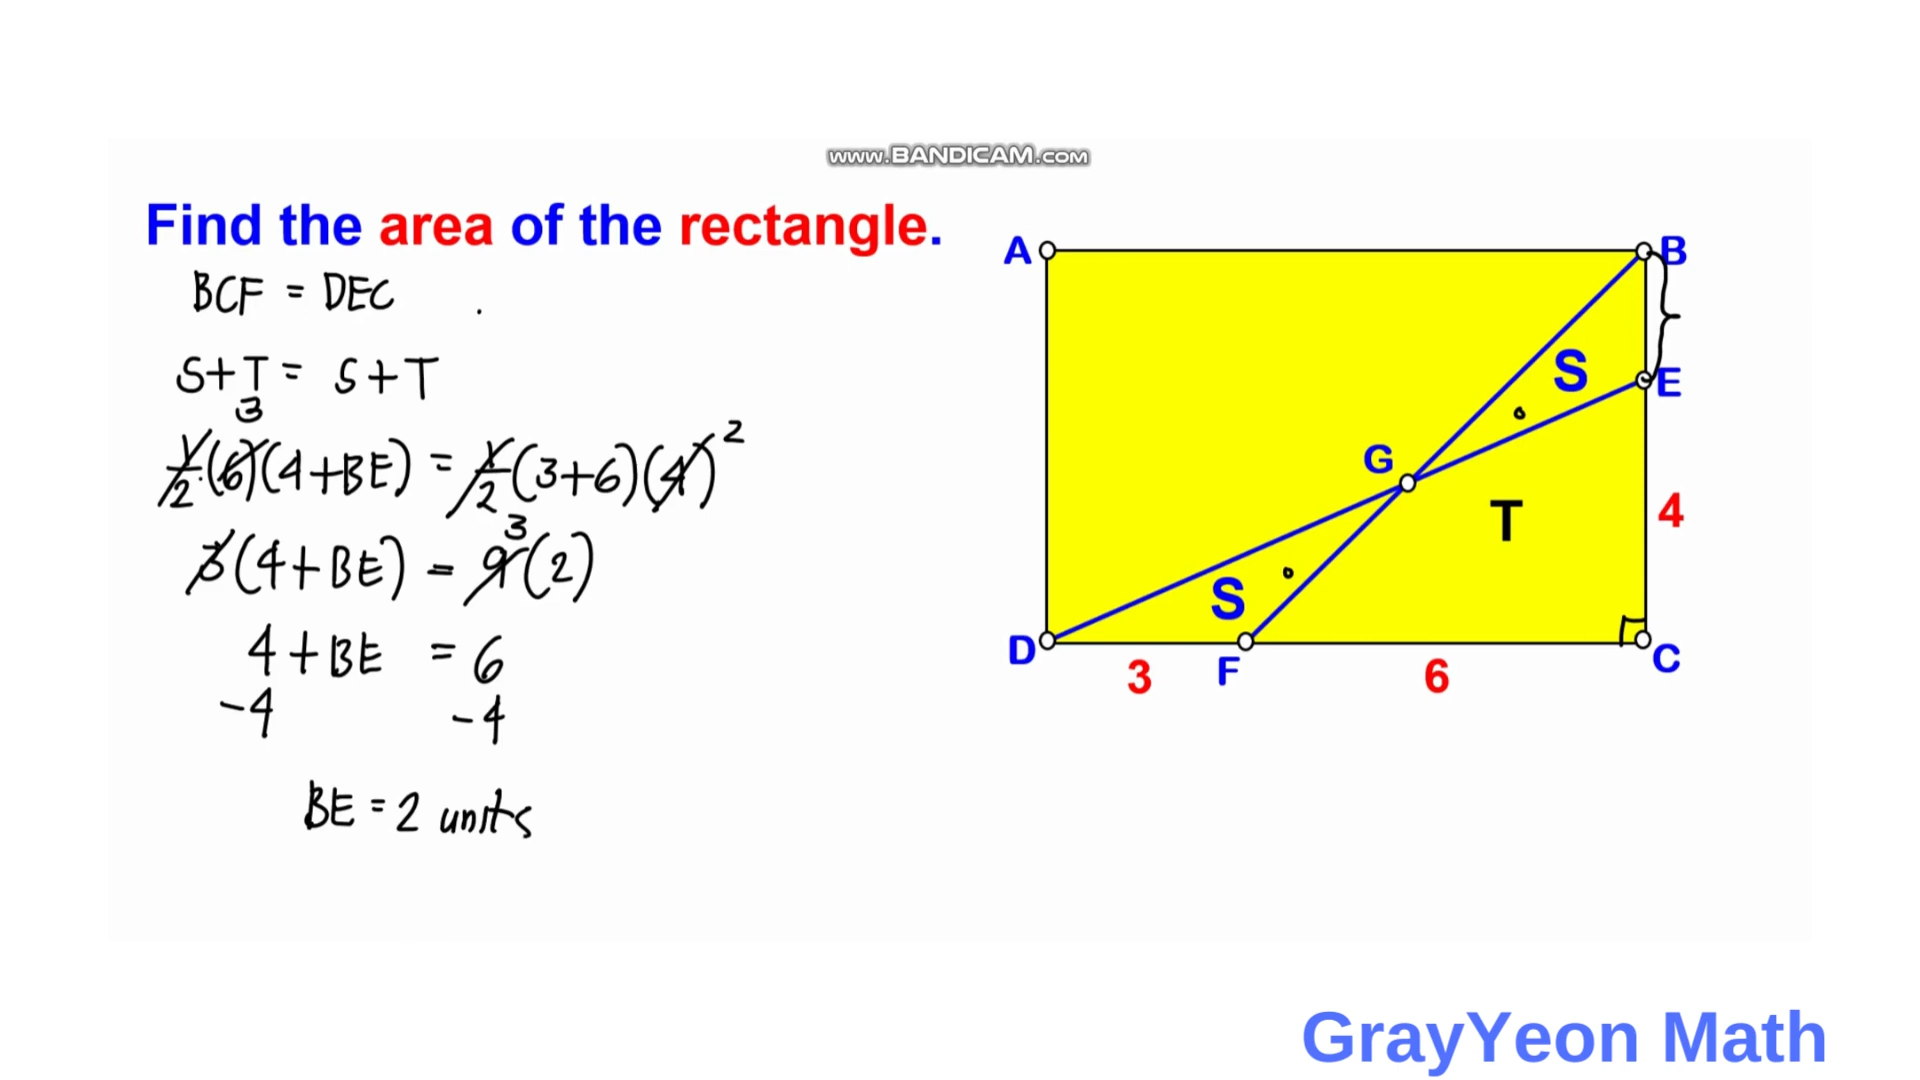 www.BANDICAM.com
Find the area of the rectangle.
BCF = DEC
S+T = S+T
3
1/2·(6)(4+BE) = 1/2(3+6)(4) 2
3
3(4+BE) = 9(2)
4+BE = 6
-4 -4
BE = 2 units
A
B
S
E
G
T
4
S
D
3
F
6
C
GrayYeon Math